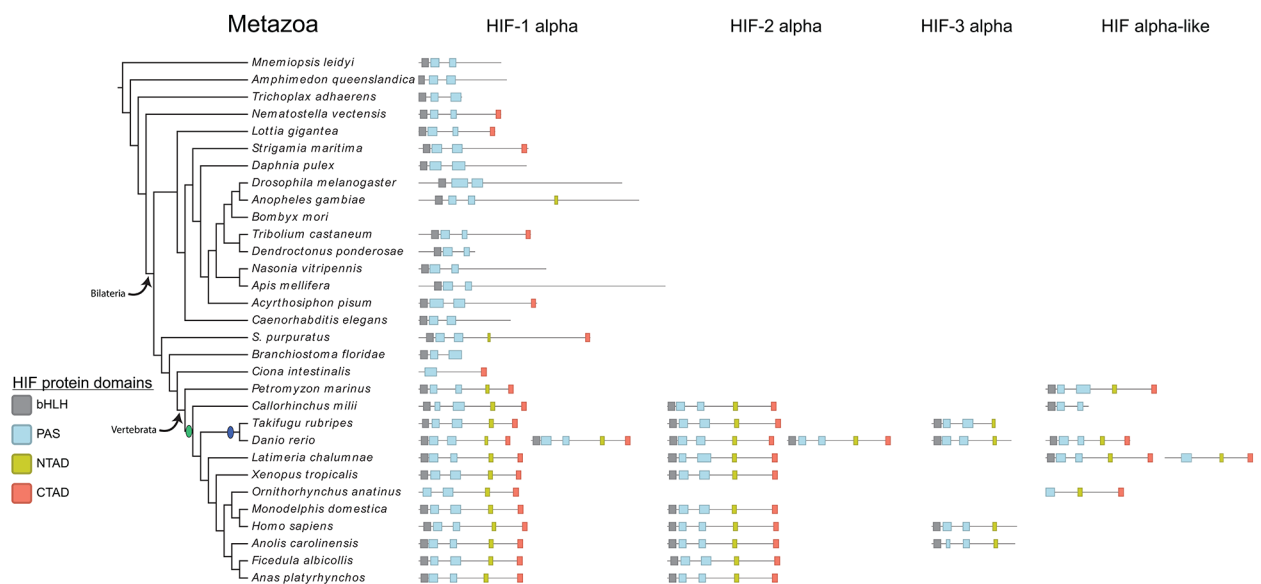 Metazoa HIF-1 alpha HIF-2 alpha HIF-3 alpha HIF alpha-like
Mnemiopsis leidyi
Amphimedon queenslandica
Trichoplax adhaerens
Nematostella vectensis
Lottia gigantea
Strigamia maritima
Daphnia pulex
Drosophila melanogaster
Anopheles gambiae
Bombyx mori
Tribolium castaneum
Dendroctonus ponderosae
Nasonia vitripennis
Apis mellifera
Bilateria
Acyrthosiphon pisum
Caenorhabditis elegans
S. purpuratus
Branchiostoma floridae
Ciona intestinalis
Petromyzon marinus
Callorhinchus milii
Takifugu rubripes
Vertebrata
Danio rerio
Latimeria chalumnae
Xenopus tropicalis
Ornithorhynchus anatinus
Monodelphis domestica
Homo sapiens
Anolis carolinensis
Ficedula albicollis
Anas platyrhynchos
HIF protein domains
bHLH
PAS
NTAD
CTAD